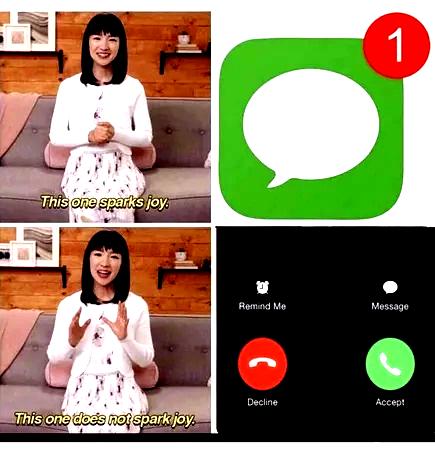 This one sparks joy.
1
This one does not spark joy.
Remind Me
Message
Decline
Accept